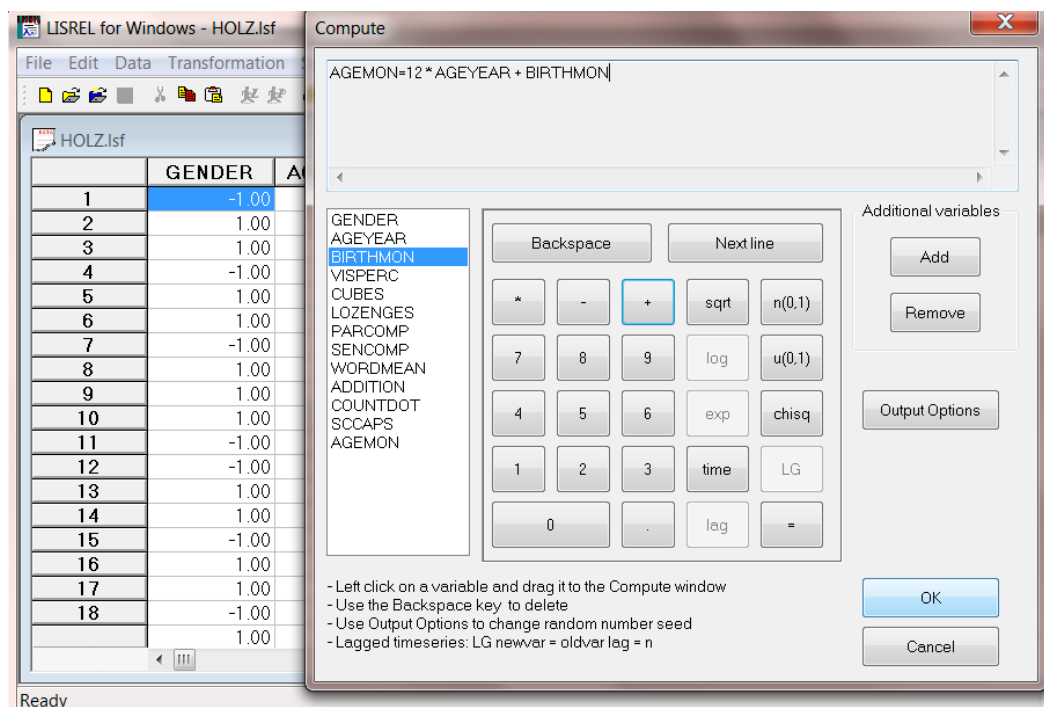 LISREL for Windows - HOLZ.lsf
File Edit Data Transformation
HOLZ.lsf
GENDER
1 -1.00
2 1.00
3 1.00
4 -1.00
5 1.00
6 1.00
7 -1.00
8 1.00
9 1.00
10 1.00
11 -1.00
12 -1.00
13 1.00
14 1.00
15 -1.00
16 1.00
17 1.00
18 -1.00
1.00
Ready
Compute
AGEMON=12 * AGEYEAR + BIRTHMON
GENDER
AGEYEAR
BIRTHMON
VISPERC
CUBES
LOZENGES
PARCOMP
SENCOMP
WORDMEAN
ADDITION
COUNTDOT
SCCAPS
AGEMON
Backspace Next line
* - + sqrt n(0,1)
7 8 9 log u(0,1)
4 5 6 exp chisq
1 2 3 time LG
0 . lag =
Additional variables
Add
Remove
Output Options
- Left click on a variable and drag it to the Compute window
- Use the Backspace key to delete
- Use Output Options to change random number seed
- Lagged timeseries: LG newvar = oldvar lag = n
OK
Cancel